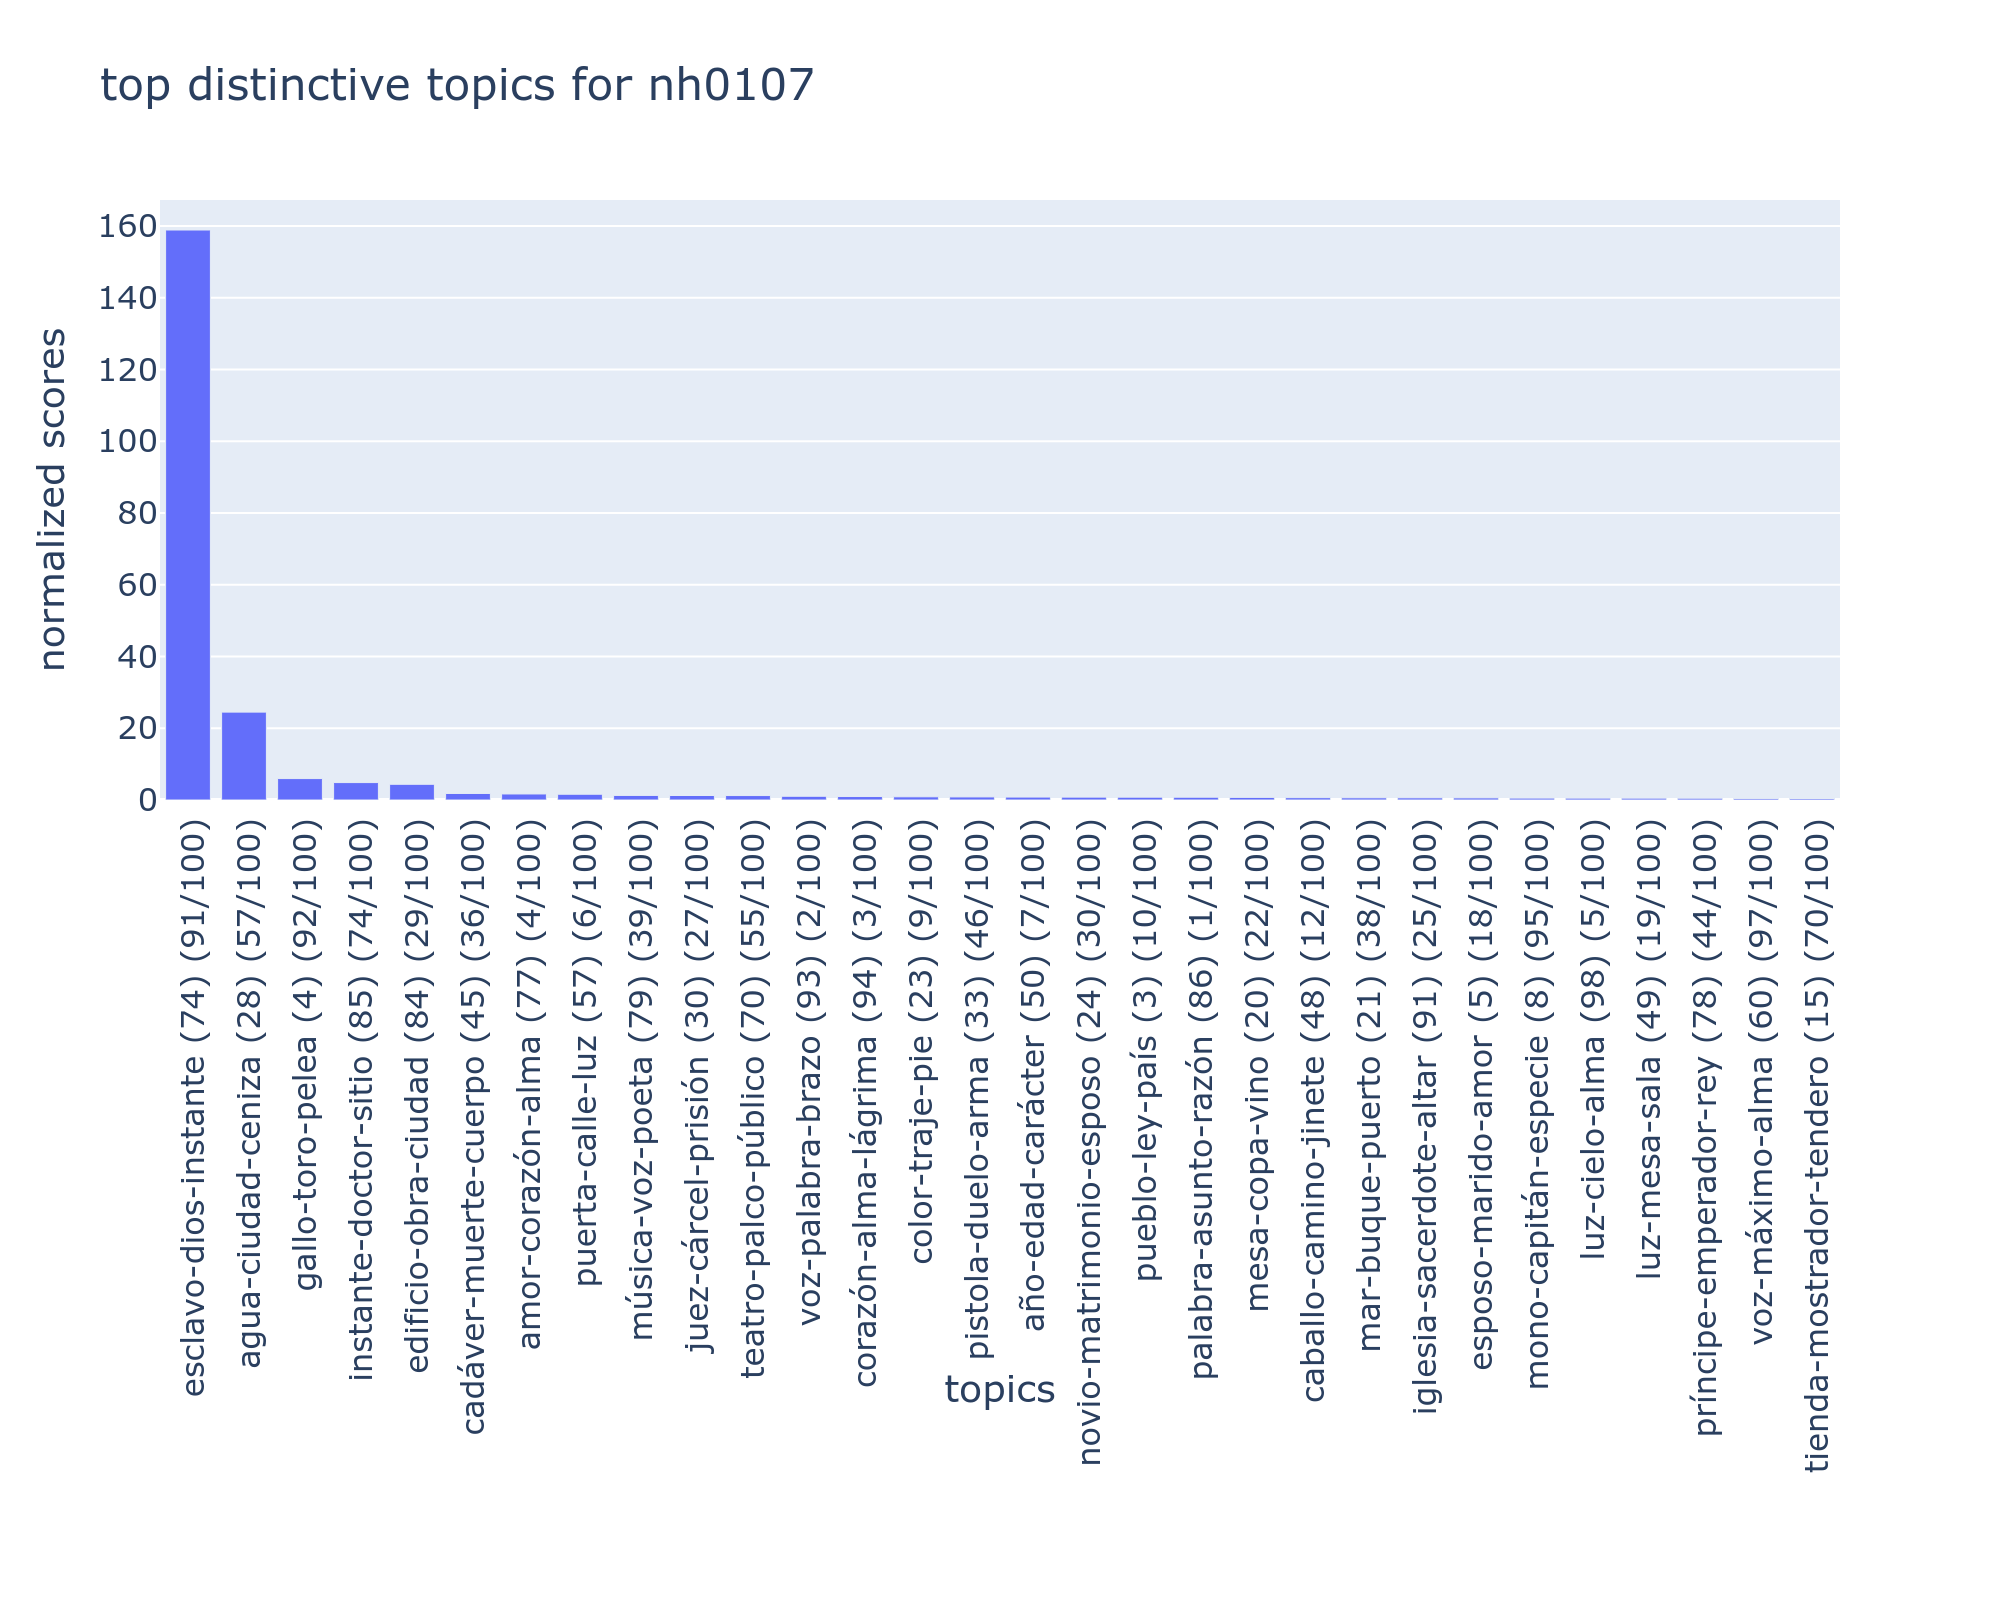 top distinctive topics for nh0107
normalized scores
160
140
120
100
80
60
40
20
0
esclavo-dios-instante (74) (91/100)
agua-ciudad-ceniza (28) (57/100)
gallo-toro-pelea (4) (92/100)
instante-doctor-sitio (85) (74/100)
edificio-obra-ciudad (84) (29/100)
cadáver-muerte-cuerpo (45) (36/100)
amor-corazón-alma (77) (4/100)
puerta-calle-luz (57) (6/100)
música-voz-poeta (79) (39/100)
juez-cárcel-prisión (30) (27/100)
teatro-palco-público (70) (55/100)
voz-palabra-brazo (93) (2/100)
corazón-alma-lágrima (94) (3/100)
color-traje-pie (23) (9/100)
pistola-duelo-arma (33) (46/100)
año-edad-carácter (50) (7/100)
novio-matrimonio-esposo (24) (30/100)
pueblo-ley-país (3) (10/100)
palabra-asunto-razón (86) (1/100)
mesa-copa-vino (20) (22/100)
caballo-camino-jinete (48) (12/100)
mar-buque-puerto (21) (38/100)
iglesia-sacerdote-altar (91) (25/100)
esposo-marido-amor (5) (18/100)
mono-capitán-especie (8) (95/100)
luz-cielo-alma (98) (5/100)
luz-mesa-sala (49) (19/100)
príncipe-emperador-rey (78) (44/100)
voz-máximo-alma (60) (97/100)
tienda-mostrador-tendero (15) (70/100)
topics